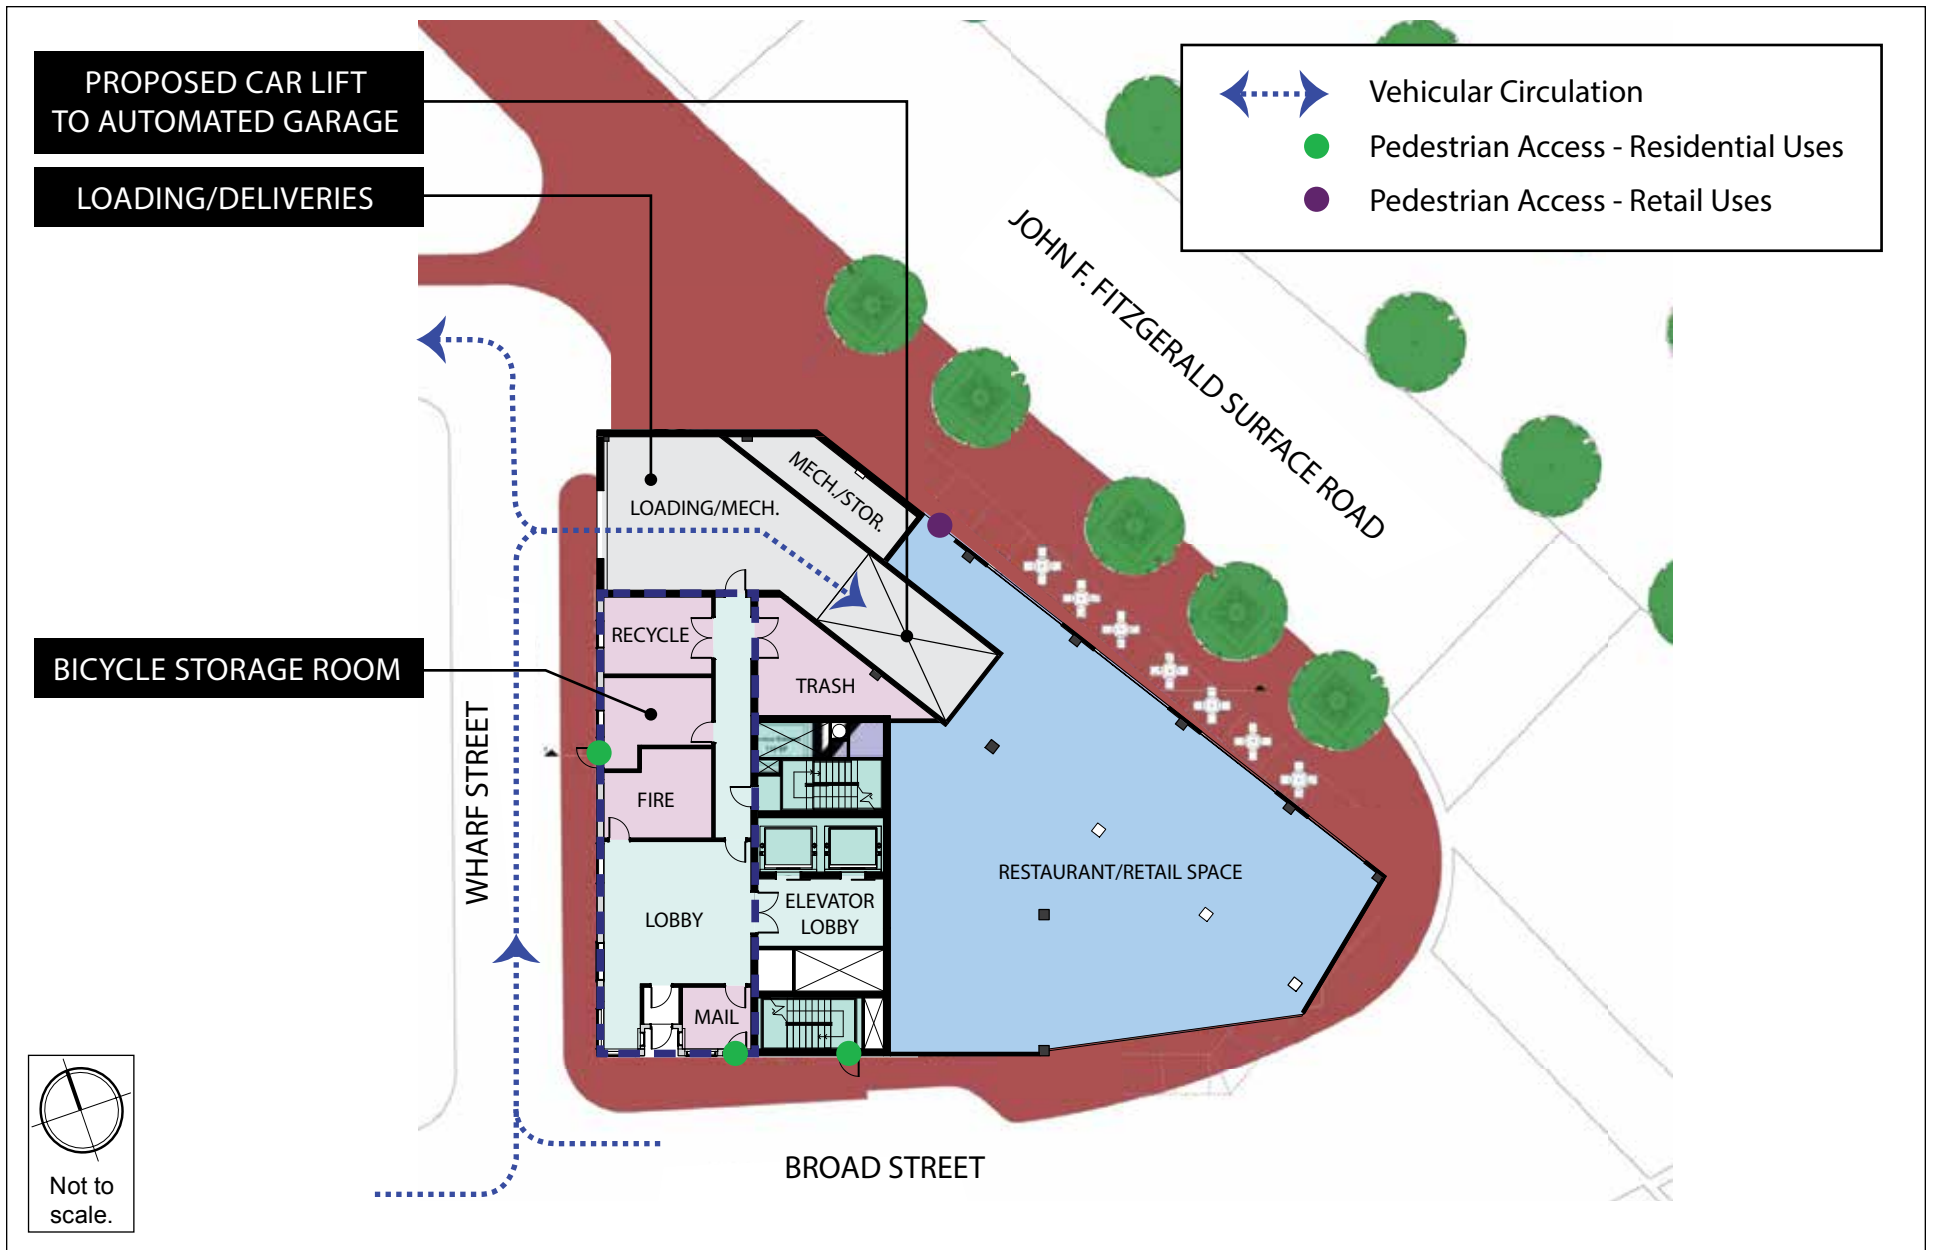 PROPOSED CAR LIFT
TO AUTOMATED GARAGE
LOADING/DELIVERIES
BICYCLE STORAGE ROOM
Vehicular Circulation
Pedestrian Access - Residential Uses
Pedestrian Access - Retail Uses
JOHN F. FITZGERALD SURFACE ROAD
MECH./STOR.
LOADING/MECH.
RECYCLE
TRASH
FIRE
WHARF STREET
RESTAURANT/RETAIL SPACE
ELEVATOR
LOBBY
LOBBY
MAIL
BROAD STREET
Not to
scale.